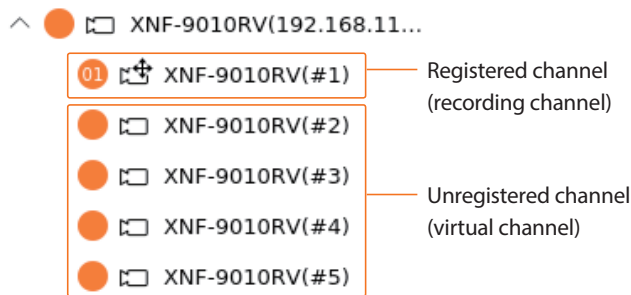 XNF-9010RV(192.168.11...
01 XNF-9010RV(#1)
Registered channel
(recording channel)
XNF-9010RV(#2)
XNF-9010RV(#3)
XNF-9010RV(#4)
XNF-9010RV(#5)
Unregistered channel
(virtual channel)